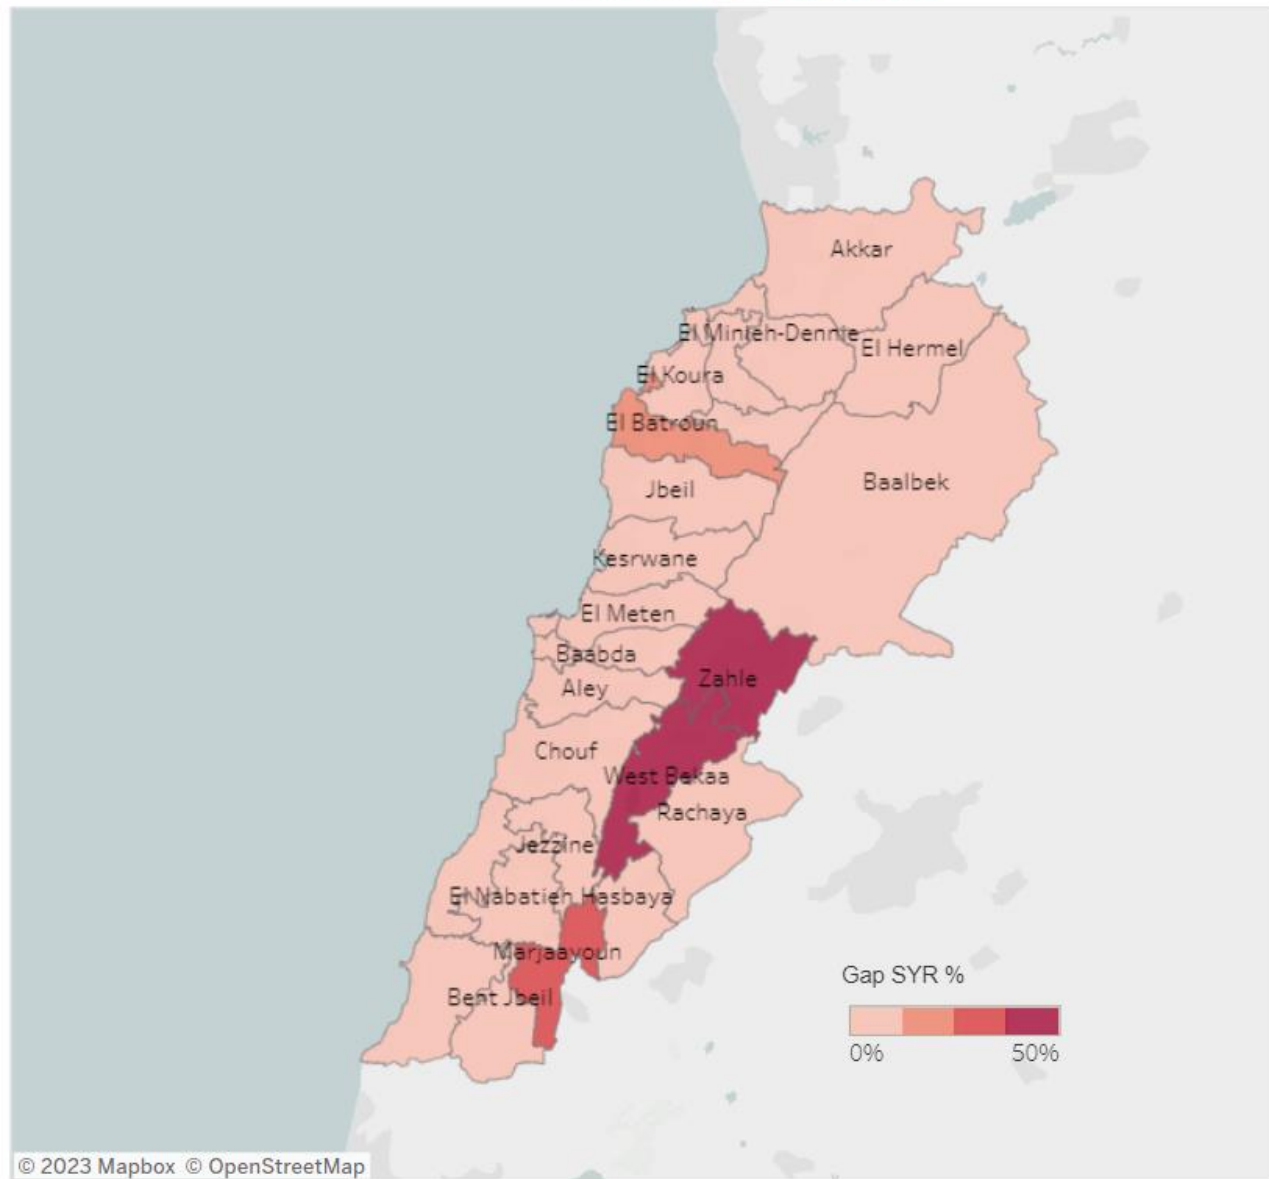 Akkar
El Minieh-Dennie
El Hermel
El Koura
El Batroun
Baalbek
Jbeil
Kesrwane
El Meten
Baabda
Zahle
Aley
Chouf
West Bekaa
Rachaya
Jezzine
El Nabatieh
Hasbaya
Marjaayoun
Bent Jbeil
Gap SYR %
0%
50%
© 2023 Mapbox © OpenStreetMap